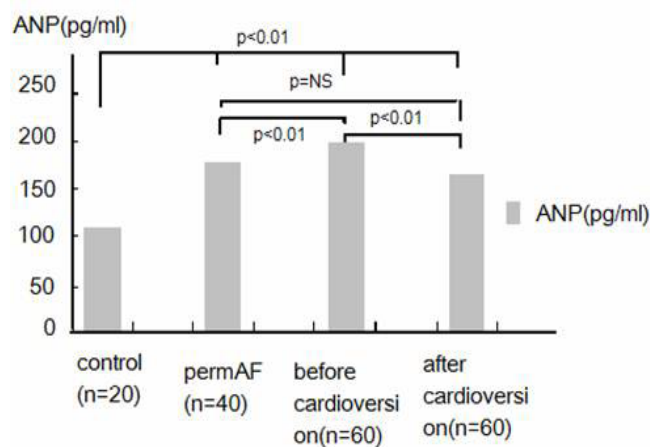 ANP(pg/ml)
p<0.01
250
p=NS
200
p<0.01
p<0.01
150
ANP(pg/ml)
100
50
0
control
(n=20)
permAF
(n=40)
before
cardioversi
on(n=60)
after
cardioversi
on(n=60)